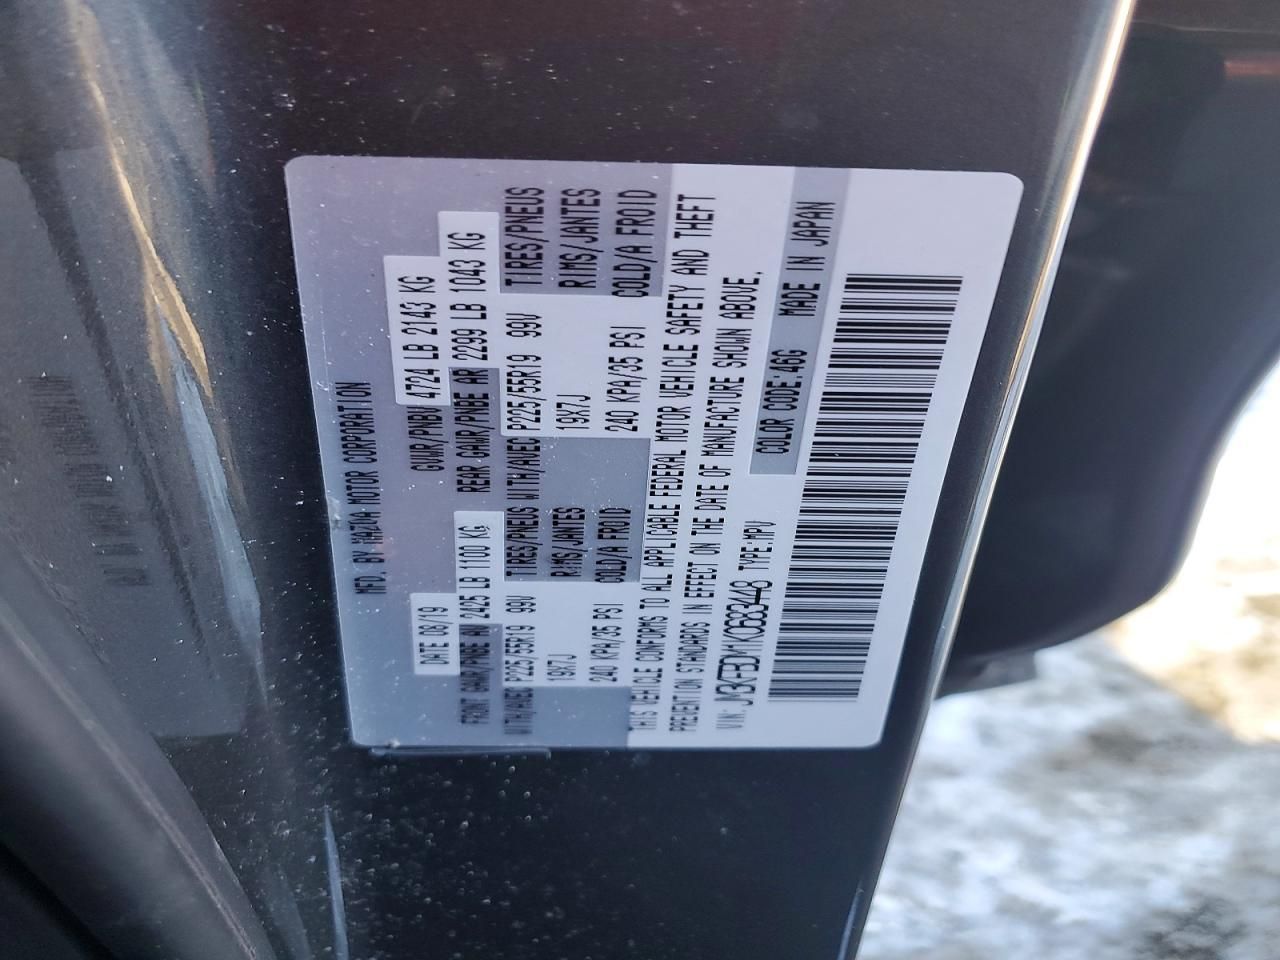 MFD. BY MAZDA MOTOR CORPORATION
DATE 09/19 GVWR/PNBV 4724 LB 2143 KG
FRONT GAWR/PNBE AV 2425 LB 1100 KG REAR GAWR/PNBE AR 2299 LB 1043 KG
WITH/AVEC P225/55R19 99V TIRES/PNEUS WITH/AVEC P225/55R19 99V TIRES/PNEUS
19X7J RIMS/JANTES 19X7J RIMS/JANTES
240 KPA/35 PSI COLD/A FROID 240 KPA/35 PSI COLD/A FROID
THIS VEHICLE CONFORMS TO ALL APPLICABLE FEDERAL MOTOR VEHICLE SAFETY AND THEFT
PREVENTION STANDARDS IN EFFECT ON THE DATE OF MANUFACTURE SHOWN ABOVE.
VIN: TYPE:MPV COLOR CODE:46G
MADE IN JAPAN